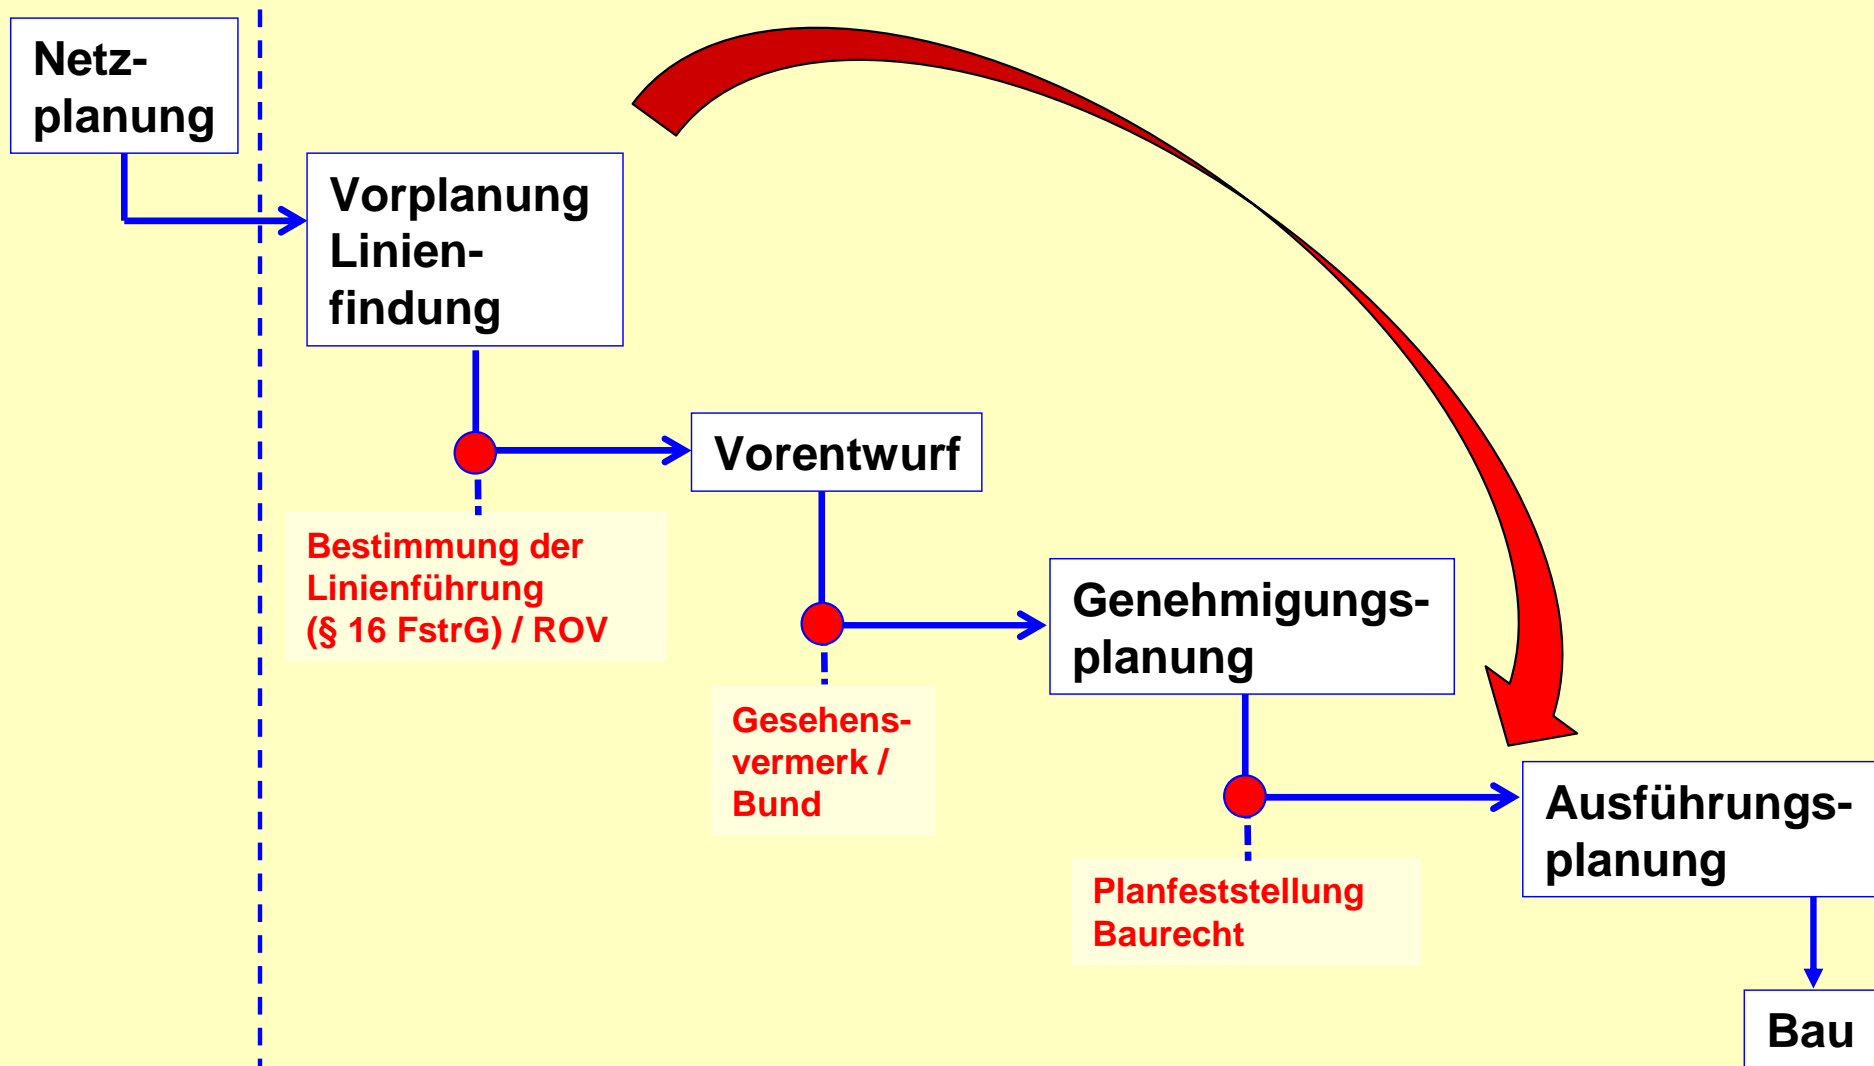 Netz-
planung
Vorplanung
Linien-
findung
Vorentwurf
Bestimmung der
Linienführung
(§ 16 FstrG) / ROV
Genehmigungs-
planung
Gesehens-
vermerk /
Bund
Ausführungs-
planung
Planfeststellung
Baurecht
Bau